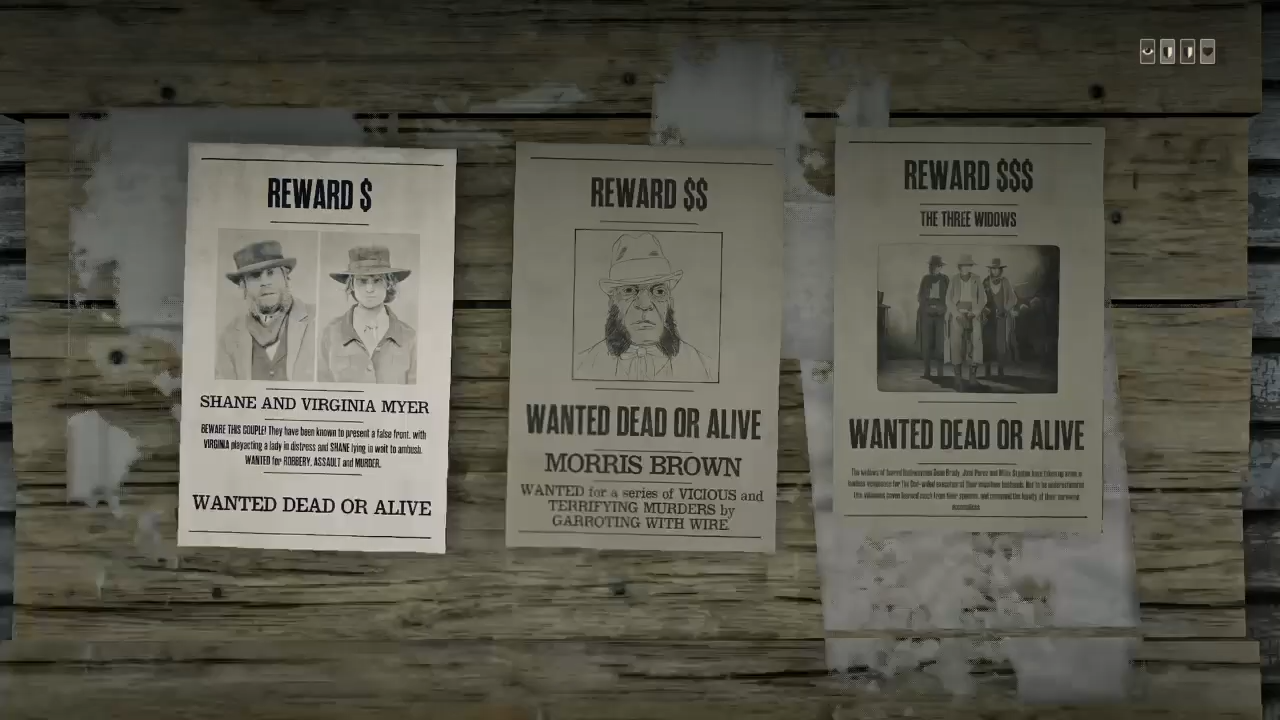 REWARD $
SHANE AND VIRGINIA MYER
BEWARE THIS COUPLE! They have been known to present a false front, with
VIRGINIA playacting a lady in distress and SHANE lying in wait to ambush.
WANTED for ROBBERY, ASSAULT and MURDER.
WANTED DEAD OR ALIVE
REWARD $$
WANTED DEAD OR ALIVE
MORRIS BROWN
WANTED for a series of VICIOUS and
TERRIFYING MURDERS by
GARROTING WITH WIRE.
REWARD $$$
THE THREE WIDOWS
WANTED DEAD OR ALIVE
The widows of